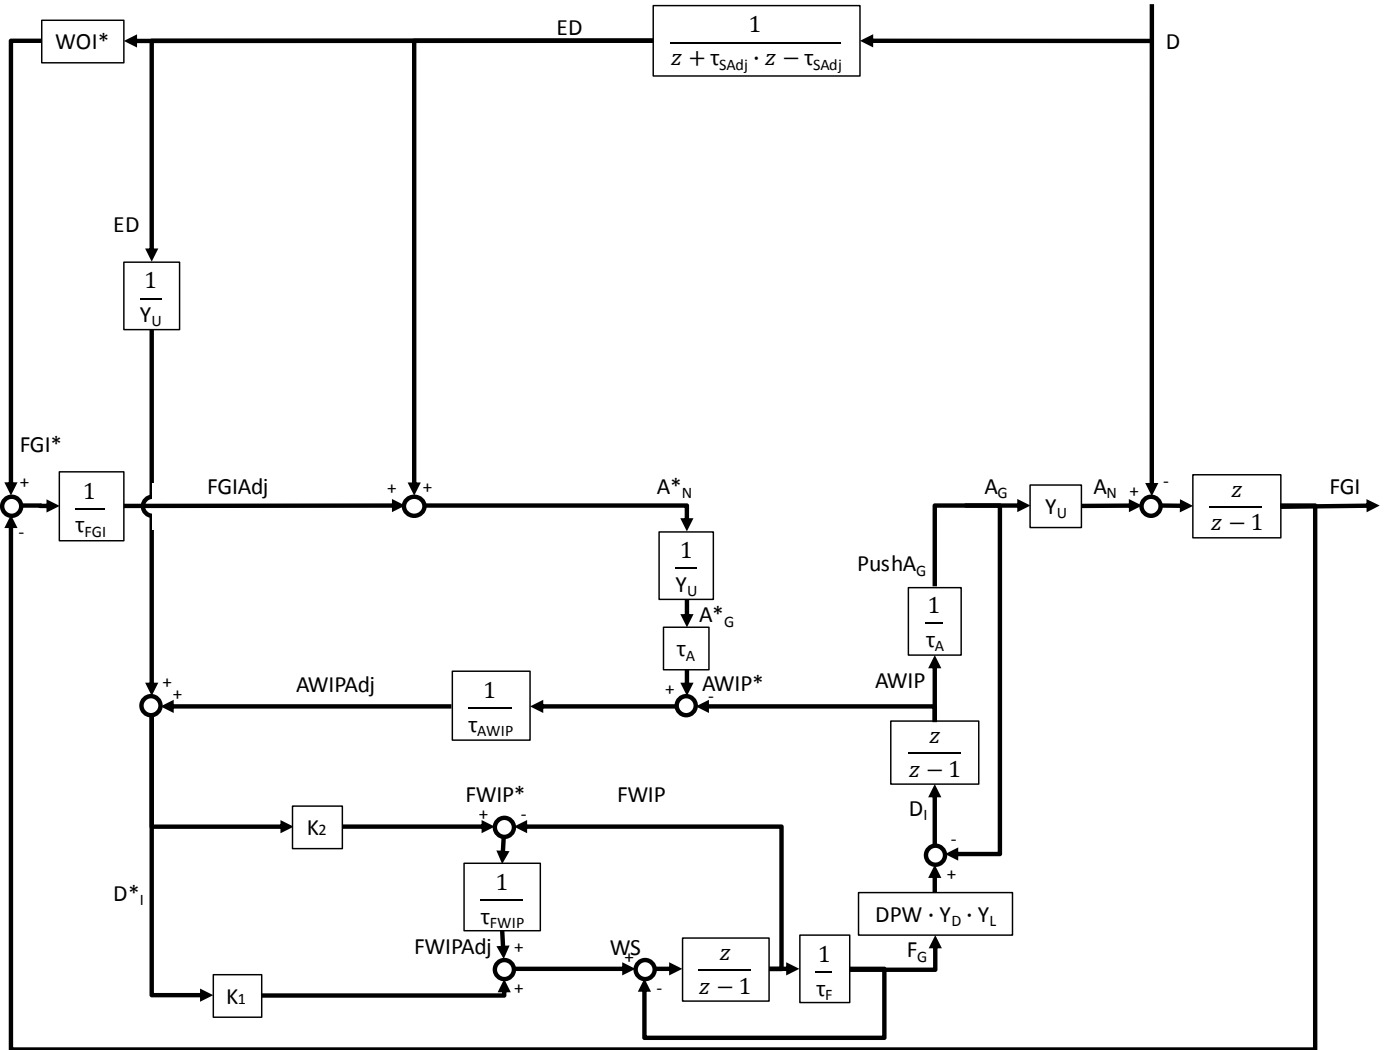 WOI*
ED
1
z + τSAdj · z − τSAdj
D
ED
1
YU
FGI*
+
-
1
τFGI
FGIAdj
+
+
A*N
1
YU
A*G
τA
AWIP*
+
-
AWIPAdj
1
τAWIP
+
+
AG
YU
AN
+
-
z
z − 1
FGI
PushAG
1
τA
AWIP
z
z − 1
DI
-
+
DPW · YD · YL
FG
FWIP*
+
-
FWIP
K2
1
τFWIP
D*I
FWIPAdj
+
+
K1
WS
+
-
z
z − 1
1
τF